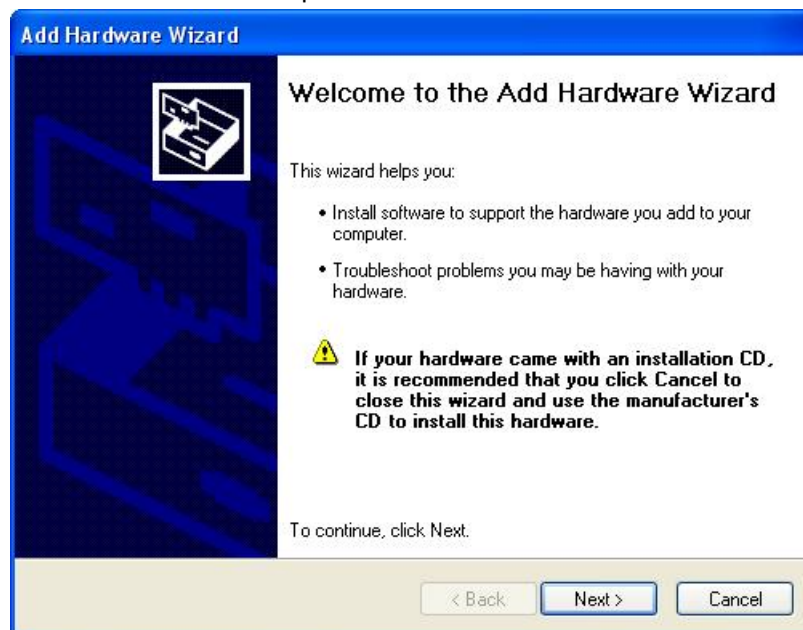 Add Hardware Wizard
Welcome to the Add Hardware Wizard
This wizard helps you:
• Install software to support the hardware you add to your
computer.
• Troubleshoot problems you may be having with your
hardware.
If your hardware came with an installation CD,
it is recommended that you click Cancel to
close this wizard and use the manufacturer's
CD to install this hardware.
To continue, click Next.
< Back Next > Cancel